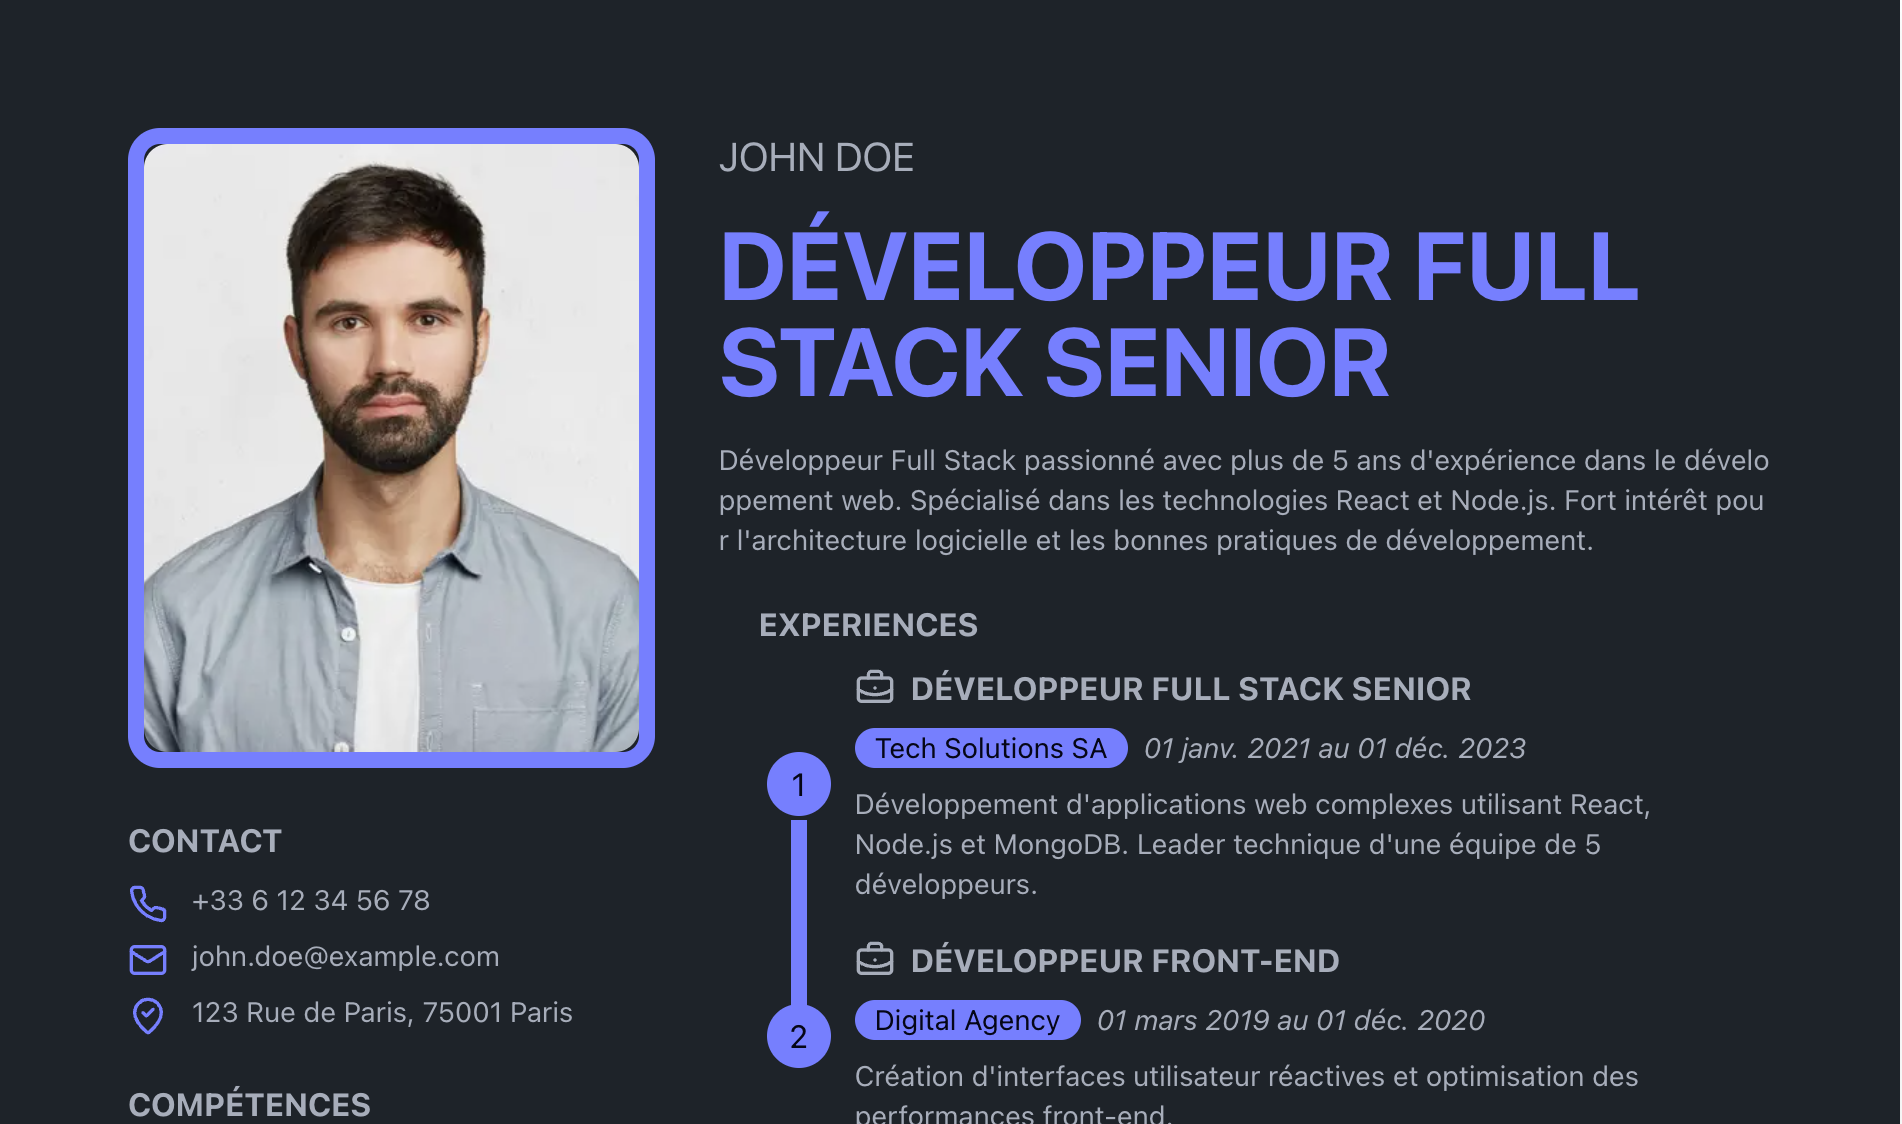 JOHN DOE
DÉVELOPPEUR FULL
STACK SENIOR
Développeur Full Stack passionné avec plus de 5 ans d'expérience dans le dévelo
ppement web. Spécialisé dans les technologies React et Node.js. Fort intérêt pou
r l'architecture logicielle et les bonnes pratiques de développement.
CONTACT
+33 6 12 34 56 78
john.doe@example.com
123 Rue de Paris, 75001 Paris
COMPÉTENCES
EXPERIENCES
DÉVELOPPEUR FULL STACK SENIOR
Tech Solutions SA 01 janv. 2021 au 01 déc. 2023
1
Développement d'applications web complexes utilisant React,
Node.js et MongoDB. Leader technique d'une équipe de 5
développeurs.
DÉVELOPPEUR FRONT-END
Digital Agency 01 mars 2019 au 01 déc. 2020
2
Création d'interfaces utilisateur réactives et optimisation des
performances front-end.